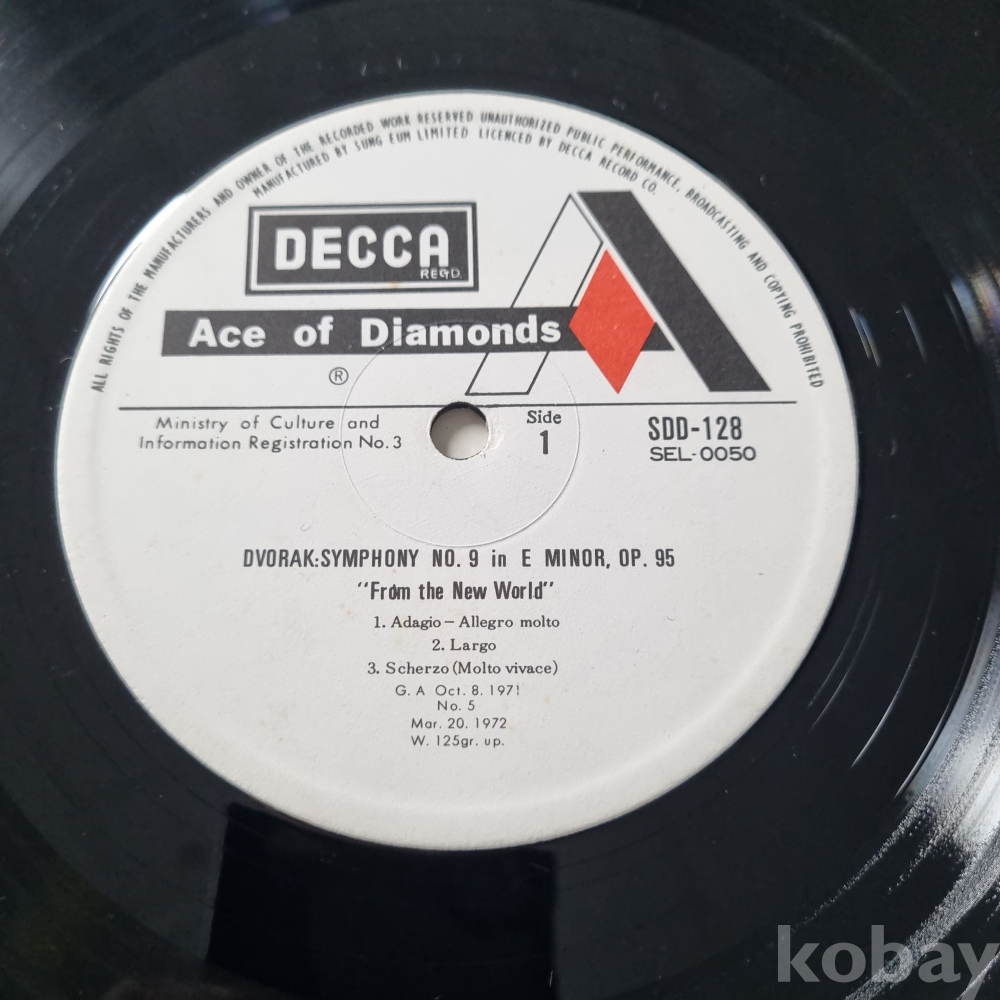 ALL RIGHTS OF THE MANUFACTURERS AND OWNER OF THE RECORDED WORK RESERVED UNAUTHORIZED PUBLIC PERFORMANCE, BROADCASTING AND COPYING PROHIBITED
MANUFACTURED BY SUNG EUM LIMITED LICENCED BY DECCA RECORD CO.
DECCA
REGD.
Ace of Diamonds
®
Ministry of Culture and
Information Registration No.3
Side
1
SDD-128
SEL-0050
DVORAK:SYMPHONY NO. 9 in E MINOR, OP. 95
"From the New World"
1. Adagio – Allegro molto
2. Largo
3. Scherzo (Molto vivace)
G. A Oct. 8. 1971
No. 5
Mar. 20. 1972
W. 125gr. up.
kobay